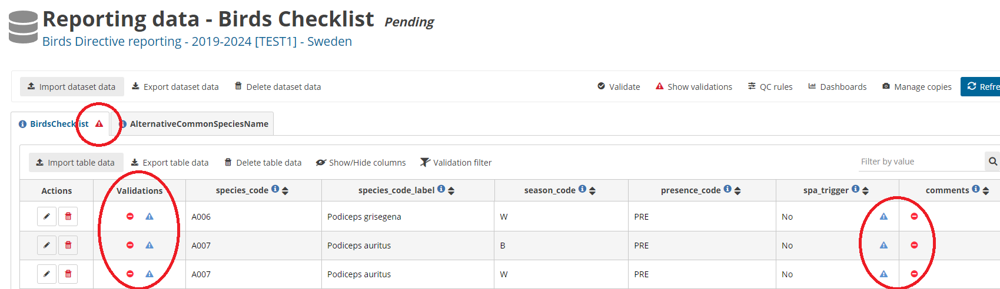 Reporting data - Birds Checklist Pending
Birds Directive reporting - 2019-2024 [TEST1] - Sweden
Import dataset data Export dataset data Delete dataset data Validate Show validations QC rules Dashboards Manage copies Refre
BirdsChecklist AlternativeCommonSpeciesName
Import table data Export table data Delete table data Show/Hide columns Validation filter Filter by value
Actions Validations species_code species_code_label season_code presence_code spa_trigger comments
A006 Podiceps grisegena W PRE No
A007 Podiceps auritus B PRE No
A007 Podiceps auritus W PRE No